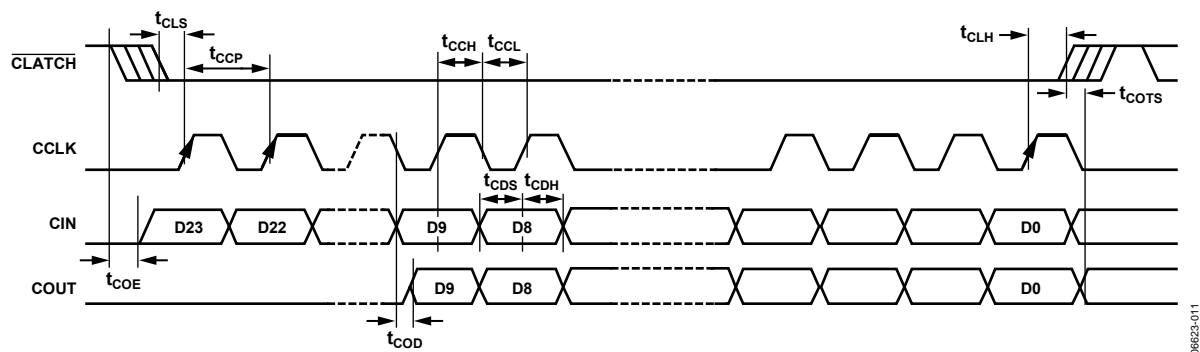 tCLS
tCCP
tCCH
tCCL
tCLH
CLATCH
tCOTS
CCLK
tCDS
tCDH
CIN
D23
D22
D9
D8
D0
tCOE
COUT
D9
D8
D0
tCOD
06623-011